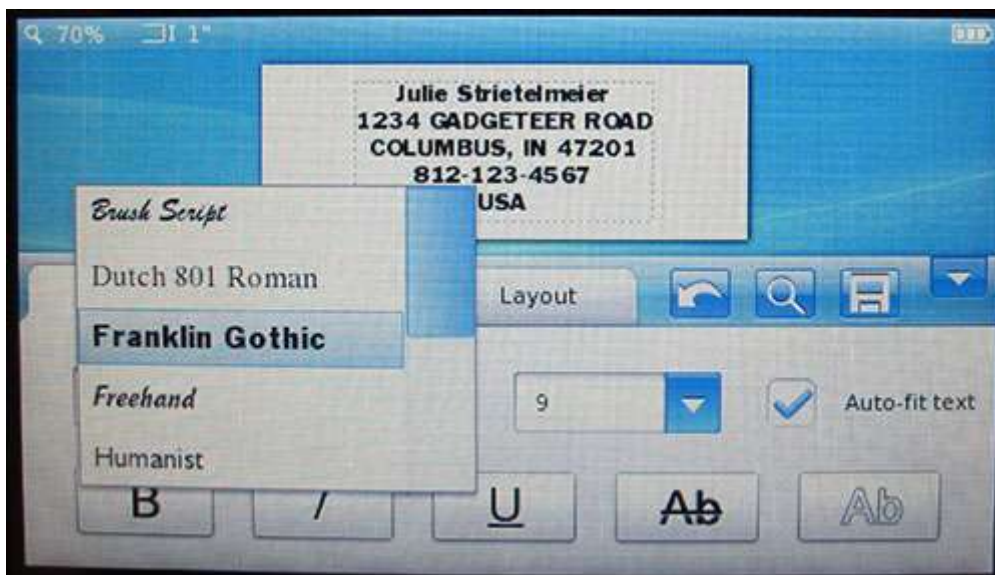 70% 1"
Julie Strietelmeier
1234 GADGETEER ROAD
COLUMBUS, IN 47201
812-123-4567
USA
Brush Script
Dutch 801 Roman
Franklin Gothic
Freehand
Humanist
Layout
9
Auto-fit text
B I U Ab Ab